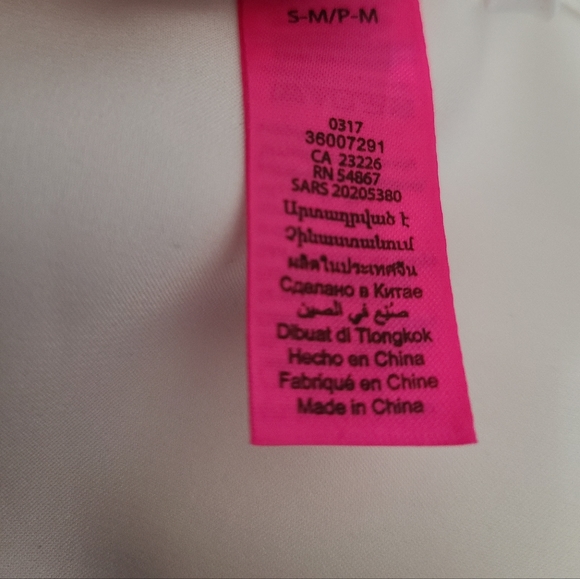 S-M/P-M
0317
36007291
CA 23226
RN 54867
SARS 20205380
Արտադրված է
Չինաստանում
ผลิตในประเทศจีน
Сделано в Китае
صُنع في الصين
Dibuat di Tiongkok
Hecho en China
Fabriqué en Chine
Made in China